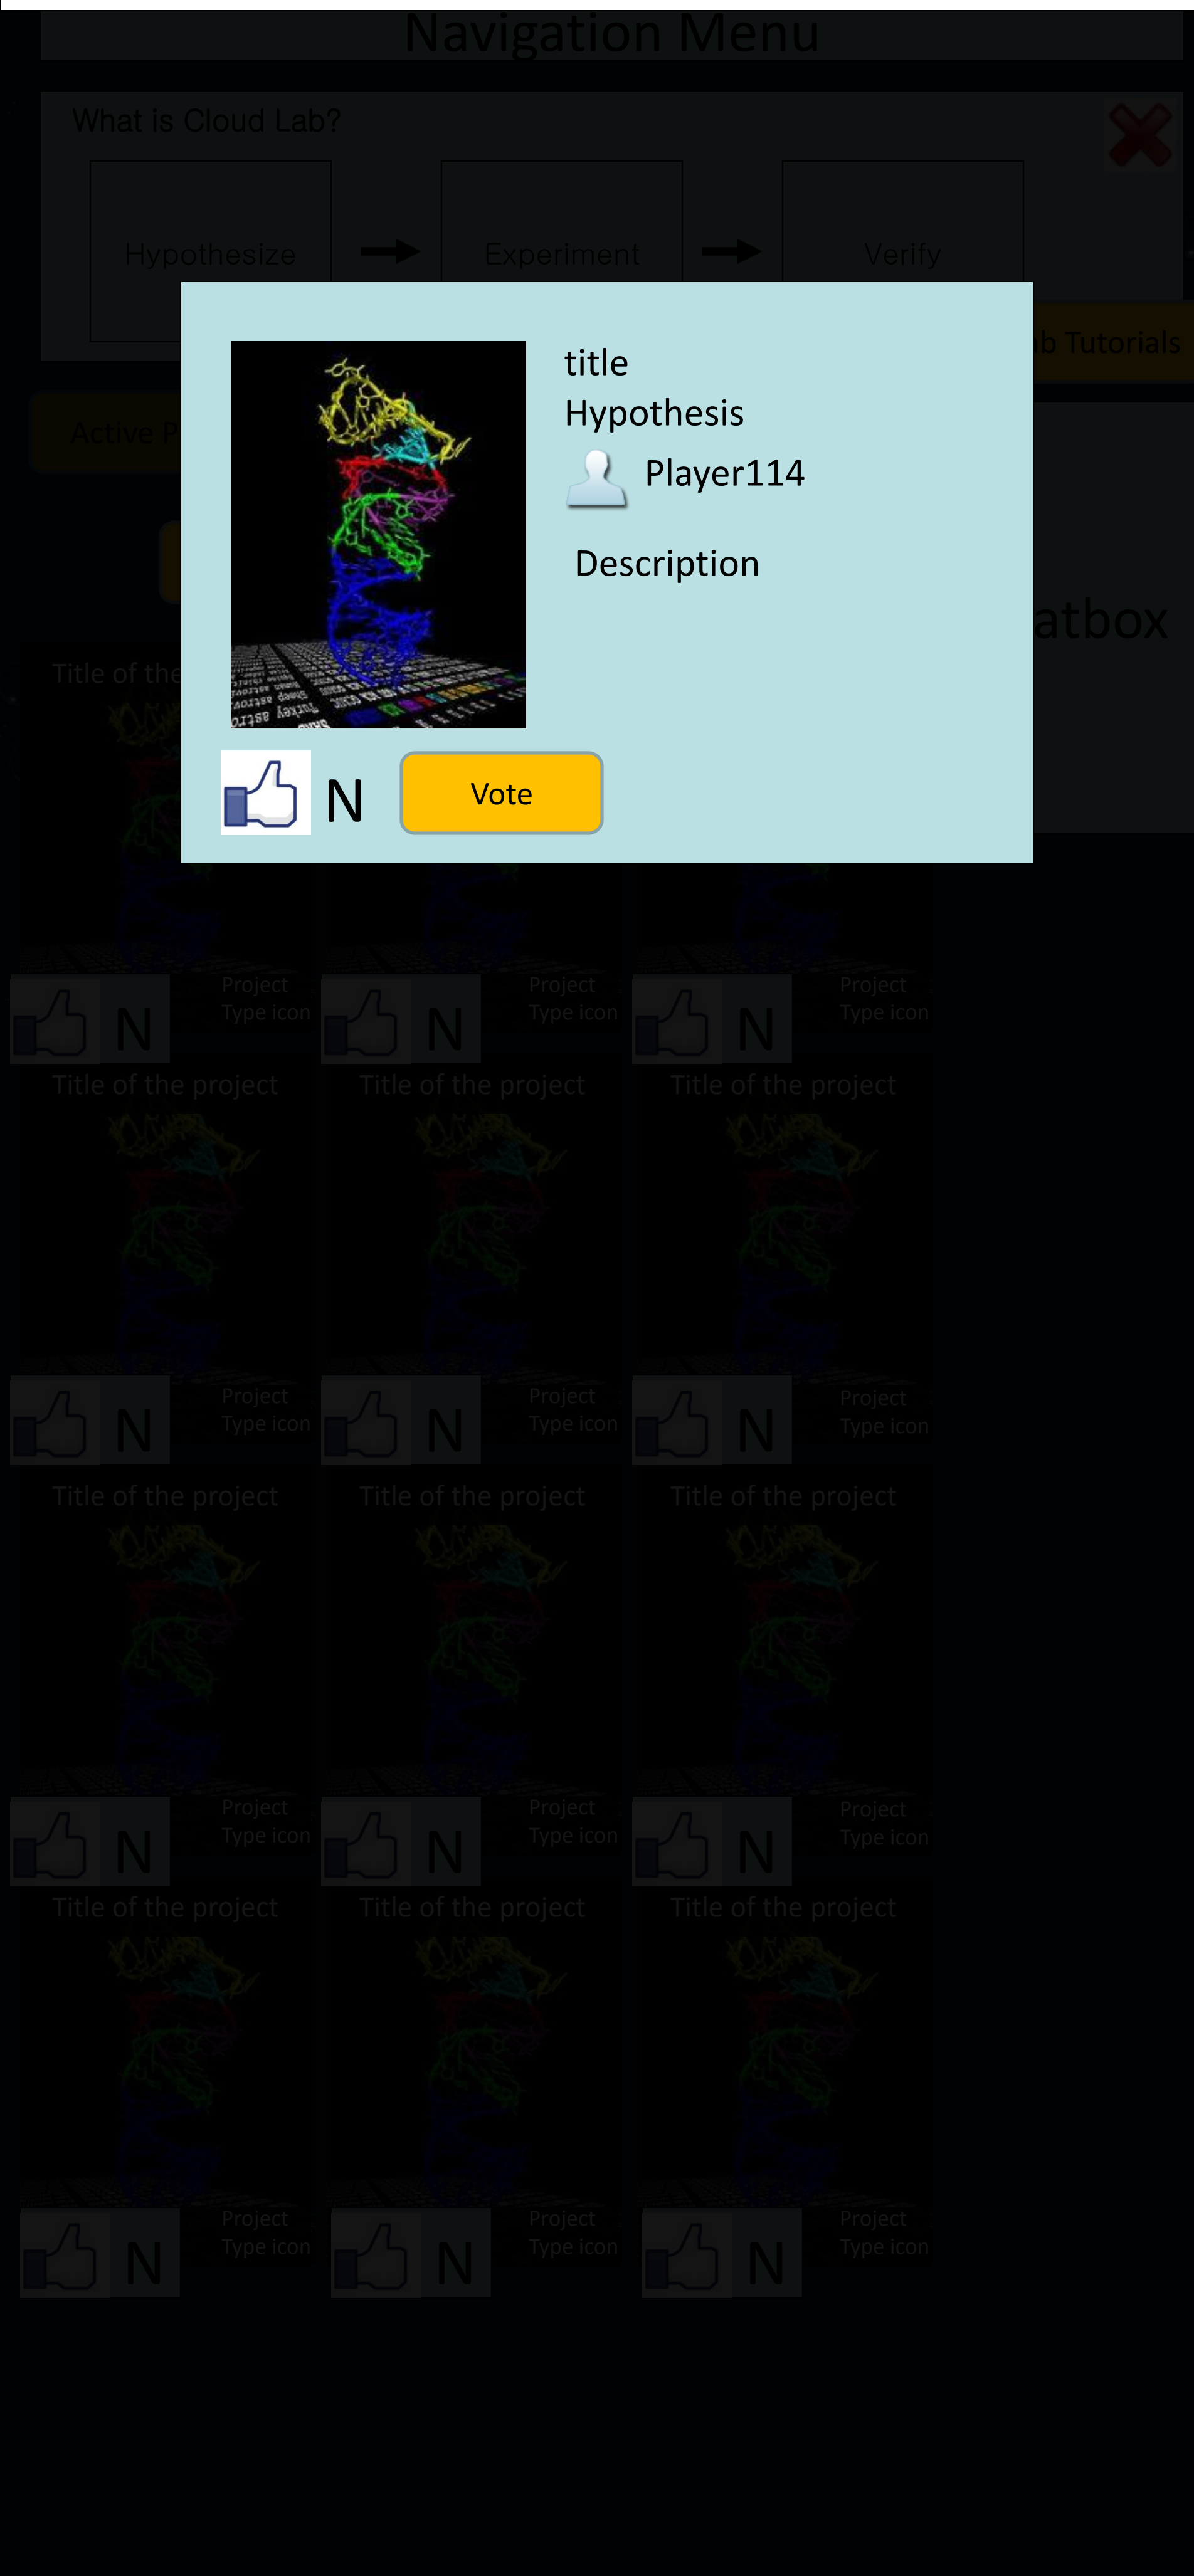 Navigation Menu
What is Cloud Lab?
Hypothesize
Experiment
Verify
b Tutorials
Active P
title
Hypothesis
Player114
Description
atbox
Title of the
N
Vote
Project
Type icon
Project
Type icon
Project
Type icon
N
N
N
Title of the project
Title of the project
Title of the project
Project
Type icon
Project
Type icon
Project
Type icon
N
N
N
Title of the project
Title of the project
Title of the project
Project
Type icon
Project
Type icon
Project
Type icon
N
N
N
Title of the project
Title of the project
Title of the project
Project
Type icon
Project
Type icon
Project
Type icon
N
N
N